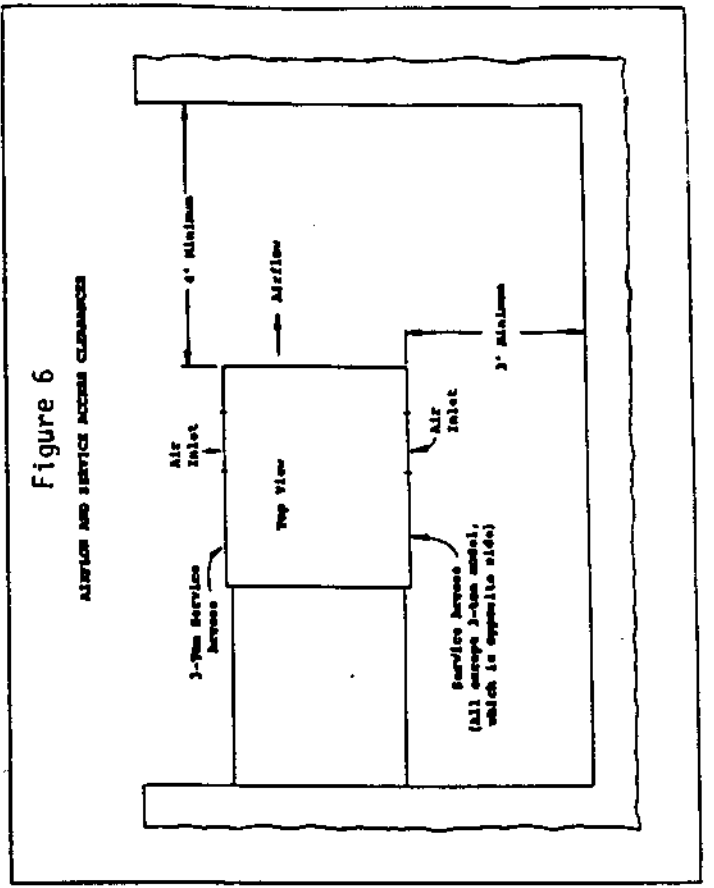 Figure 6
AIRFLOW AND SERVICE ACCESS CLEARANCES
4' Minimum
Air
Inlet
Airflow
3-Ton Service
Access
Top View
Air
Inlet
3' Minimum
Service Access
(All except 3-ton model,
which is opposite side)